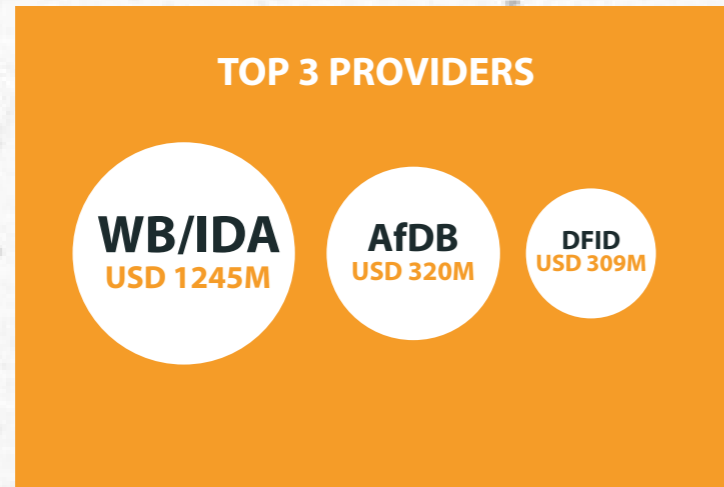 TOP 3 PROVIDERS
WB/IDA
USD 1245M
AfDB
USD 320M
DFID
USD 309M